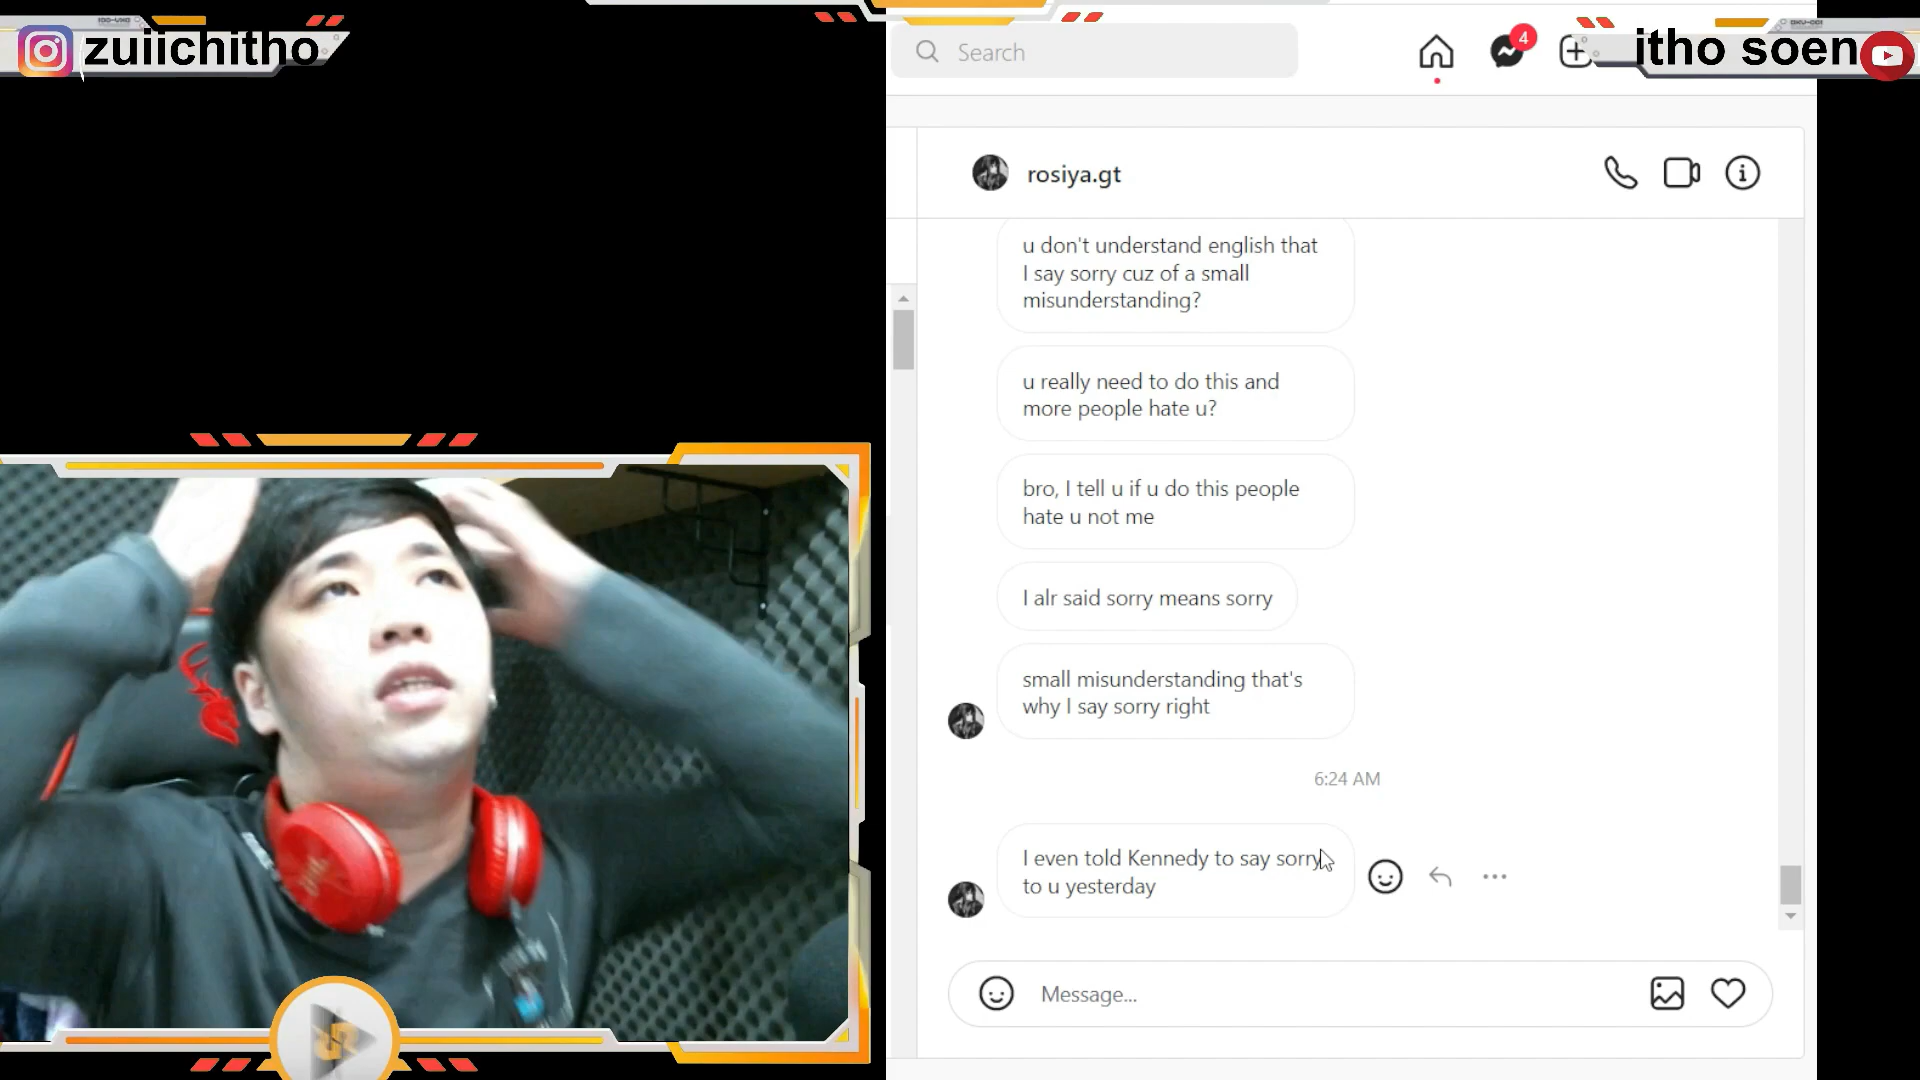 zuiichitho
Search
4
itho soen
rosiya.gt
u don't understand english that
I say sorry cuz of a small
misunderstanding?
u really need to do this and
more people hate u?
bro, I tell u if u do this people
hate u not me
I alr said sorry means sorry
small misunderstanding that's
why I say sorry right
6:24 AM
I even told Kennedy to say sorry
to u yesterday
Message...